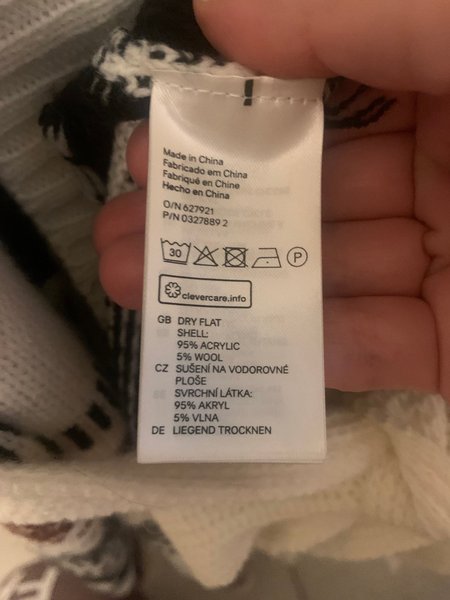 Made in China
Fabricado em China
Fabriqué en Chine
Hecho en China
O/N 627921
P/N 0327889 2
30
P
clevercare.info
GB DRY FLAT
SHELL:
95% ACRYLIC
5% WOOL
CZ SUŠENÍ NA VODOROVNÉ
PLOŠE
SVRCHNÍ LÁTKA:
95% AKRYL
5% VLNA
DE LIEGEND TROCKNEN